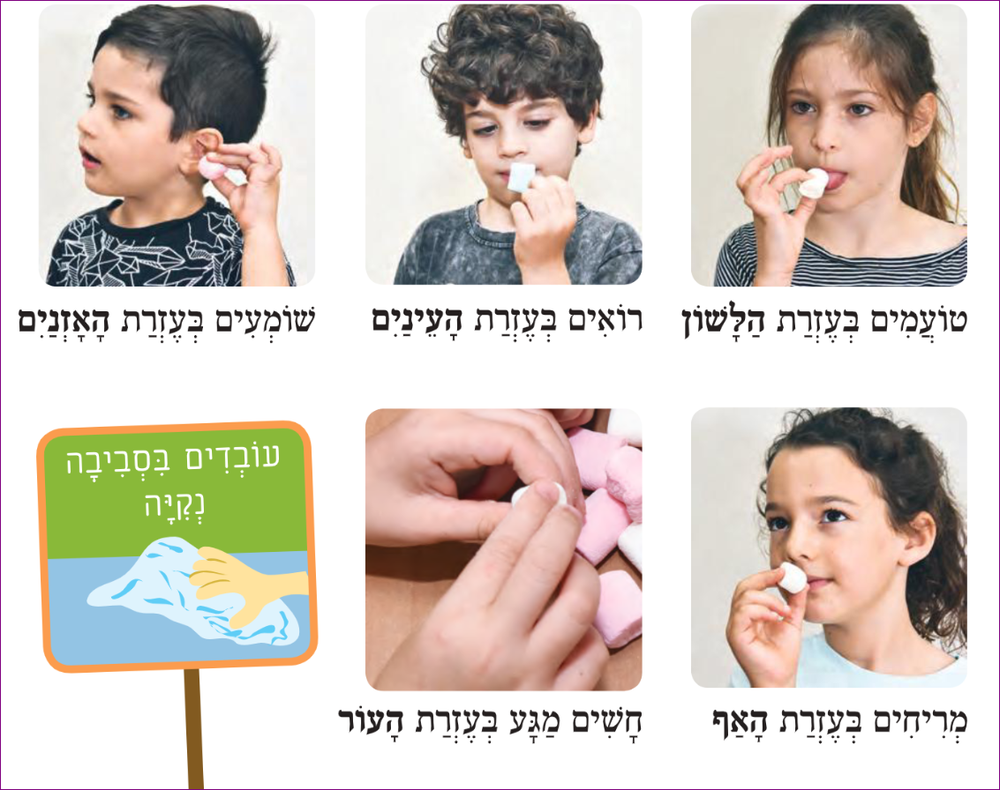 טוֹעֲמִים בְּעֶזְרַת הַלָּשׁוֹן
רוֹאִים בְּעֶזְרַת הָעֵינַיִם
שׁוֹמְעִים בְּעֶזְרַת הָאָזְנַיִם
מְרִיחִים בְּעֶזְרַת הָאַף
חָשִׁים מַגָּע בְּעֶזְרַת הָעוֹר
עוֹבְדִים בִּסְבִיבָה
נְקִיָּה